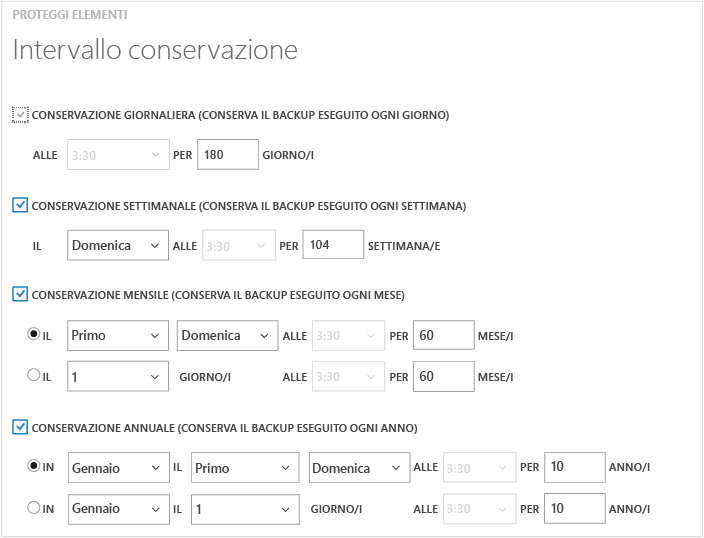 PROTEGGI ELEMENTI
Intervallo conservazione
CONSERVAZIONE GIORNALIERA (CONSERVA IL BACKUP ESEGUITO OGNI GIORNO)
ALLE 3:30 PER 180 GIORNO/I
CONSERVAZIONE SETTIMANALE (CONSERVA IL BACKUP ESEGUITO OGNI SETTIMANA)
IL Domenica ALLE 3:30 PER 104 SETTIMANA/E
CONSERVAZIONE MENSILE (CONSERVA IL BACKUP ESEGUITO OGNI MESE)
IL Primo Domenica ALLE 3:30 PER 60 MESE/I
IL 1 GIORNO/I ALLE 3:30 PER 60 MESE/I
CONSERVAZIONE ANNUALE (CONSERVA IL BACKUP ESEGUITO OGNI ANNO)
IN Gennaio IL Primo Domenica ALLE 3:30 PER 10 ANNO/I
IN Gennaio IL 1 GIORNO/I ALLE 3:30 PER 10 ANNO/I